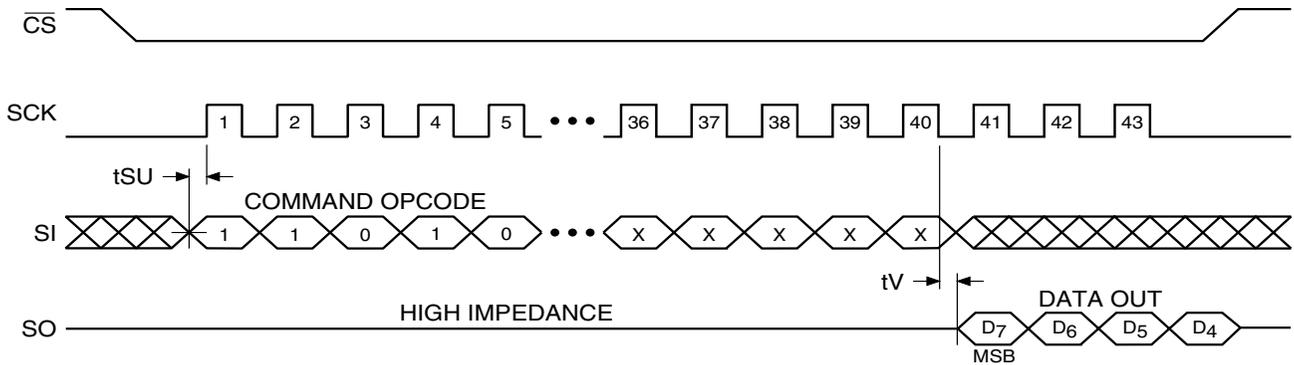 C̅S̅
SCK 1 2 3 4 5 ••• 36 37 38 39 40 41 42 43
tSU
COMMAND OPCODE
SI 1 1 0 1 0 ••• X X X X X
tV
HIGH IMPEDANCE DATA OUT
SO D7 D6 D5 D4
MSB